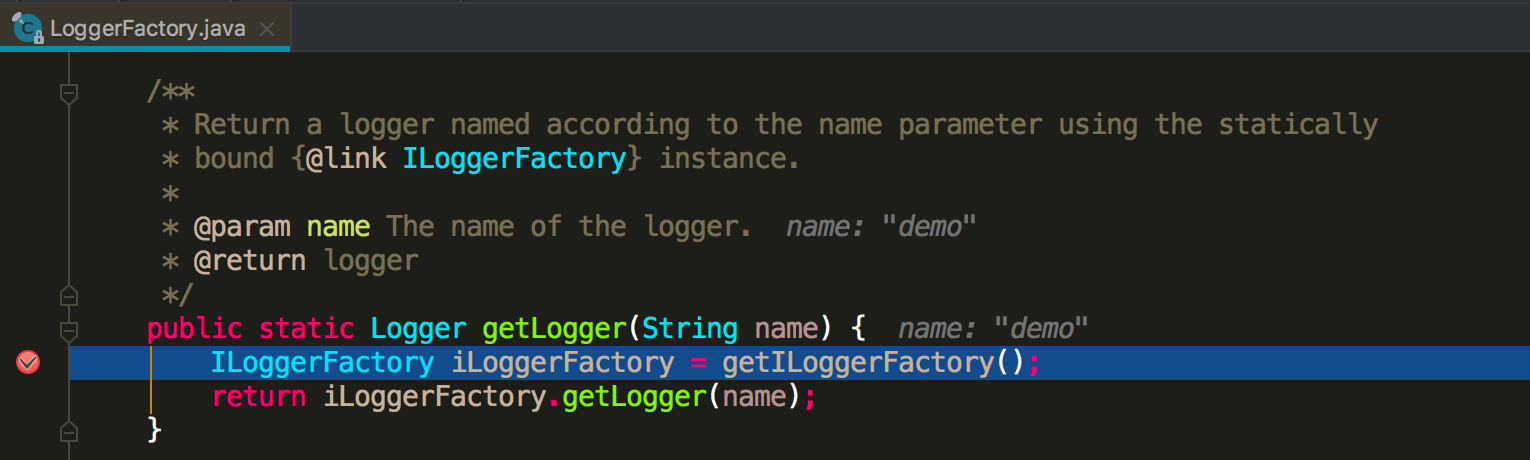 LoggerFactory.java
/**
* Return a logger named according to the name parameter using the statically
* bound {@link ILoggerFactory} instance.
*
* @param name The name of the logger. name: "demo"
* @return logger
*/
public static Logger getLogger(String name) { name: "demo"
ILoggerFactory iLoggerFactory = getILoggerFactory();
return iLoggerFactory.getLogger(name);
}